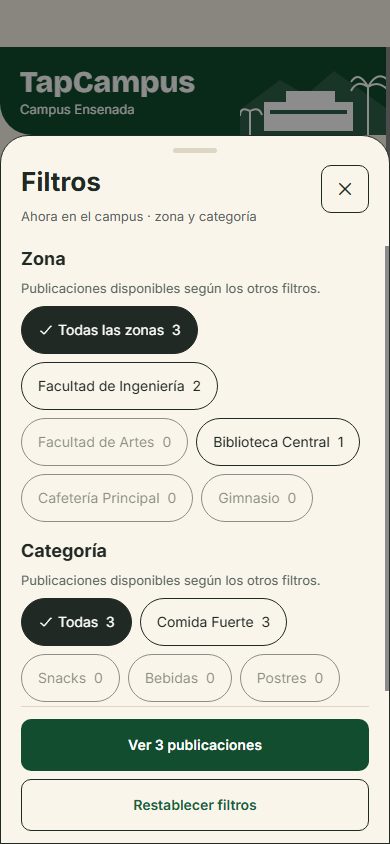 TapCampus
Campus Ensenada
Filtros
Ahora en el campus · zona y categoría
Zona
Publicaciones disponibles según los otros filtros.
Todas las zonas 3
Facultad de Ingeniería 2
Facultad de Artes 0
Biblioteca Central 1
Cafetería Principal 0
Gimnasio 0
Categoría
Publicaciones disponibles según los otros filtros.
Todas 3
Comida Fuerte 3
Snacks 0
Bebidas 0
Postres 0
Ver 3 publicaciones
Restablecer filtros